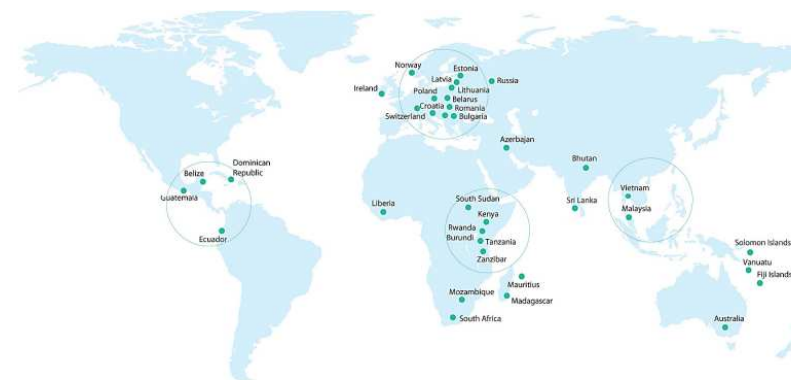 Norway
Estonia
Latvia
Russia
Ireland
Poland
Lithuania
Belarus
Croatia
Romania
Switzerland
Bulgaria
Azerbajan
Dominican
Republic
Belize
Guatemala
Ecuador
Liberia
South Sudan
Kenya
Rwanda
Burundi
Tanzania
Zanzibar
Mauritius
Mozambique
Madagascar
South Africa
Bhutan
Sri Lanka
Vietnam
Malaysia
Solomon Islands
Vanuatu
Fiji Islands
Australia